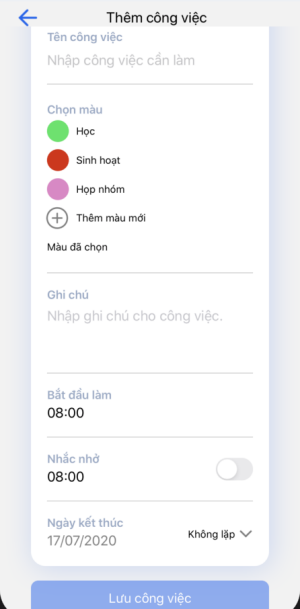 Thêm công việc
Tên công việc
Nhập công việc cần làm
Chọn màu
Học
Sinh hoạt
Họp nhóm
Thêm màu mới
Màu đã chọn
Ghi chú
Nhập ghi chú cho công việc.
Bắt đầu làm
08:00
Nhắc nhở
08:00
Ngày kết thúc
17/07/2020
Không lặp
Lưu công việc